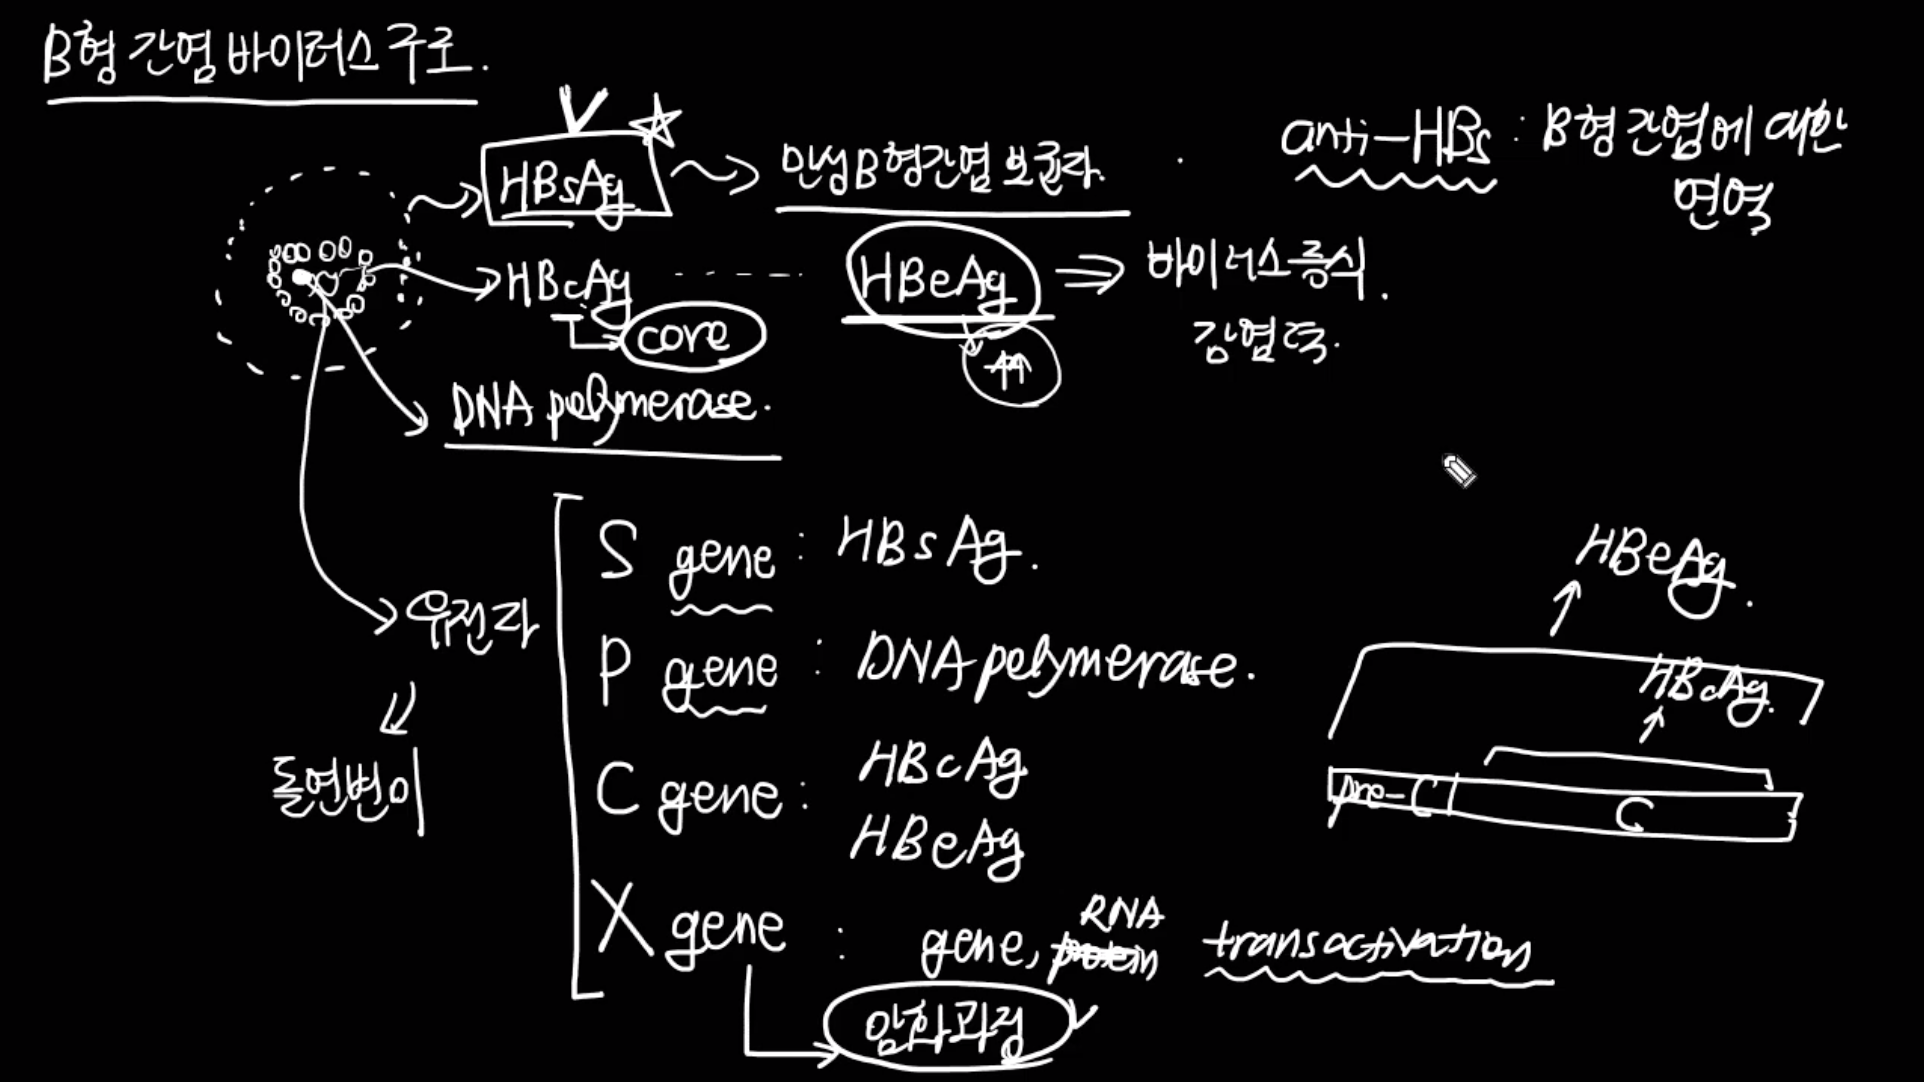 B형 간염 바이러스 구조.
HBsAg
만성 B형간염 보균자.
anti-HBs : B형 간염에 대한
면역
HBcAg
HBeAg
바이러스 증식.
감염력.
core
DNA polymerase.
유전자
돌연변이
S gene : HBsAg.
P gene : DNA polymerase.
C gene : HBcAg
HBeAg
X gene : gene, RNA transactivation
암화과정
HBeAg.
HBcAg.
pre-C
C